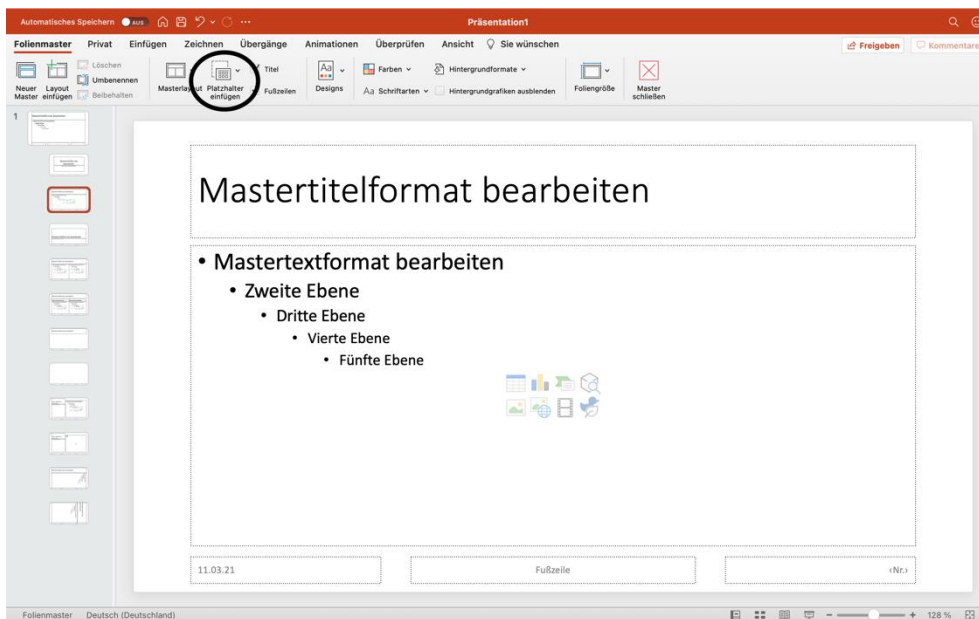 Automatisches Speichern AUS Präsentation1
Folienmaster Privat Einfügen Zeichnen Übergänge Animationen Überprüfen Ansicht Sie wünschen Freigeben Kommentare
Neuer Master
Layout einfügen
Löschen
Umbenennen
Beibehalten
Masterlayout
Platzhalter einfügen
Titel
Fußzeilen
Aa
Designs
Farben
Aa Schriftarten
Hintergrundformate
Hintergrundgrafiken ausblenden
Foliengröße
Master schließen
1
Mastertitelformat bearbeiten
• Mastertextformat bearbeiten
• Zweite Ebene
• Dritte Ebene
• Vierte Ebene
• Fünfte Ebene
11.03.21 Fußzeile ‹Nr.›
Folienmaster Deutsch (Deutschland) 128 %